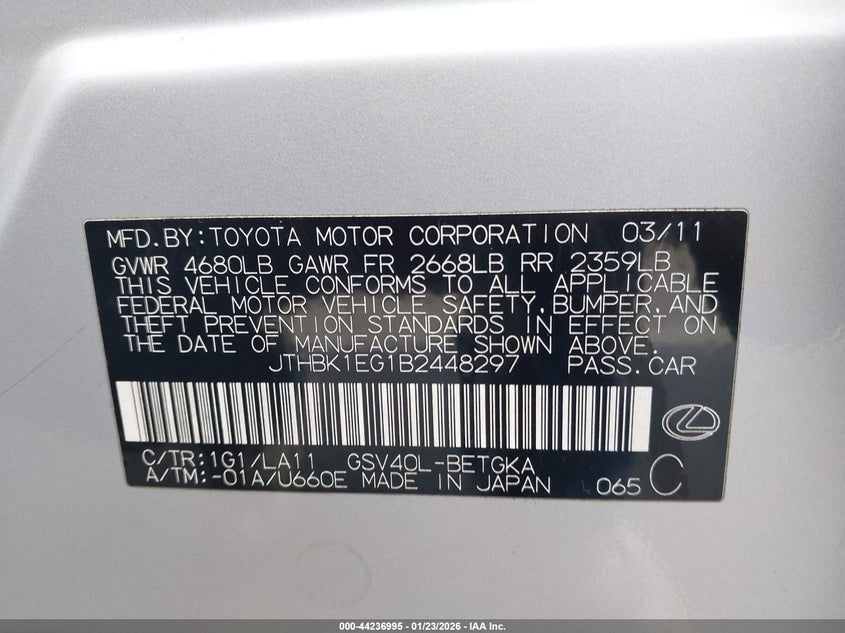 MFD.BY:TOYOTA MOTOR CORPORATION 03/11
GVWR 4680LB GAWR FR 2668LB RR 2359LB
THIS VEHICLE CONFORMS TO ALL APPLICABLE
FEDERAL MOTOR VEHICLE SAFETY,BUMPER,AND
THEFT PREVENTION STANDARDS IN EFFECT ON
THE DATE OF MANUFACTURE SHOWN ABOVE.
JTHBK1EG1B2448297 PASS.CAR
C/TR:1G1/LA11 GSV40L-BETGKA
A/TM:-01A/U660E MADE IN JAPAN 065 C
000-44236995 - 01/23/2026 - IAA Inc.